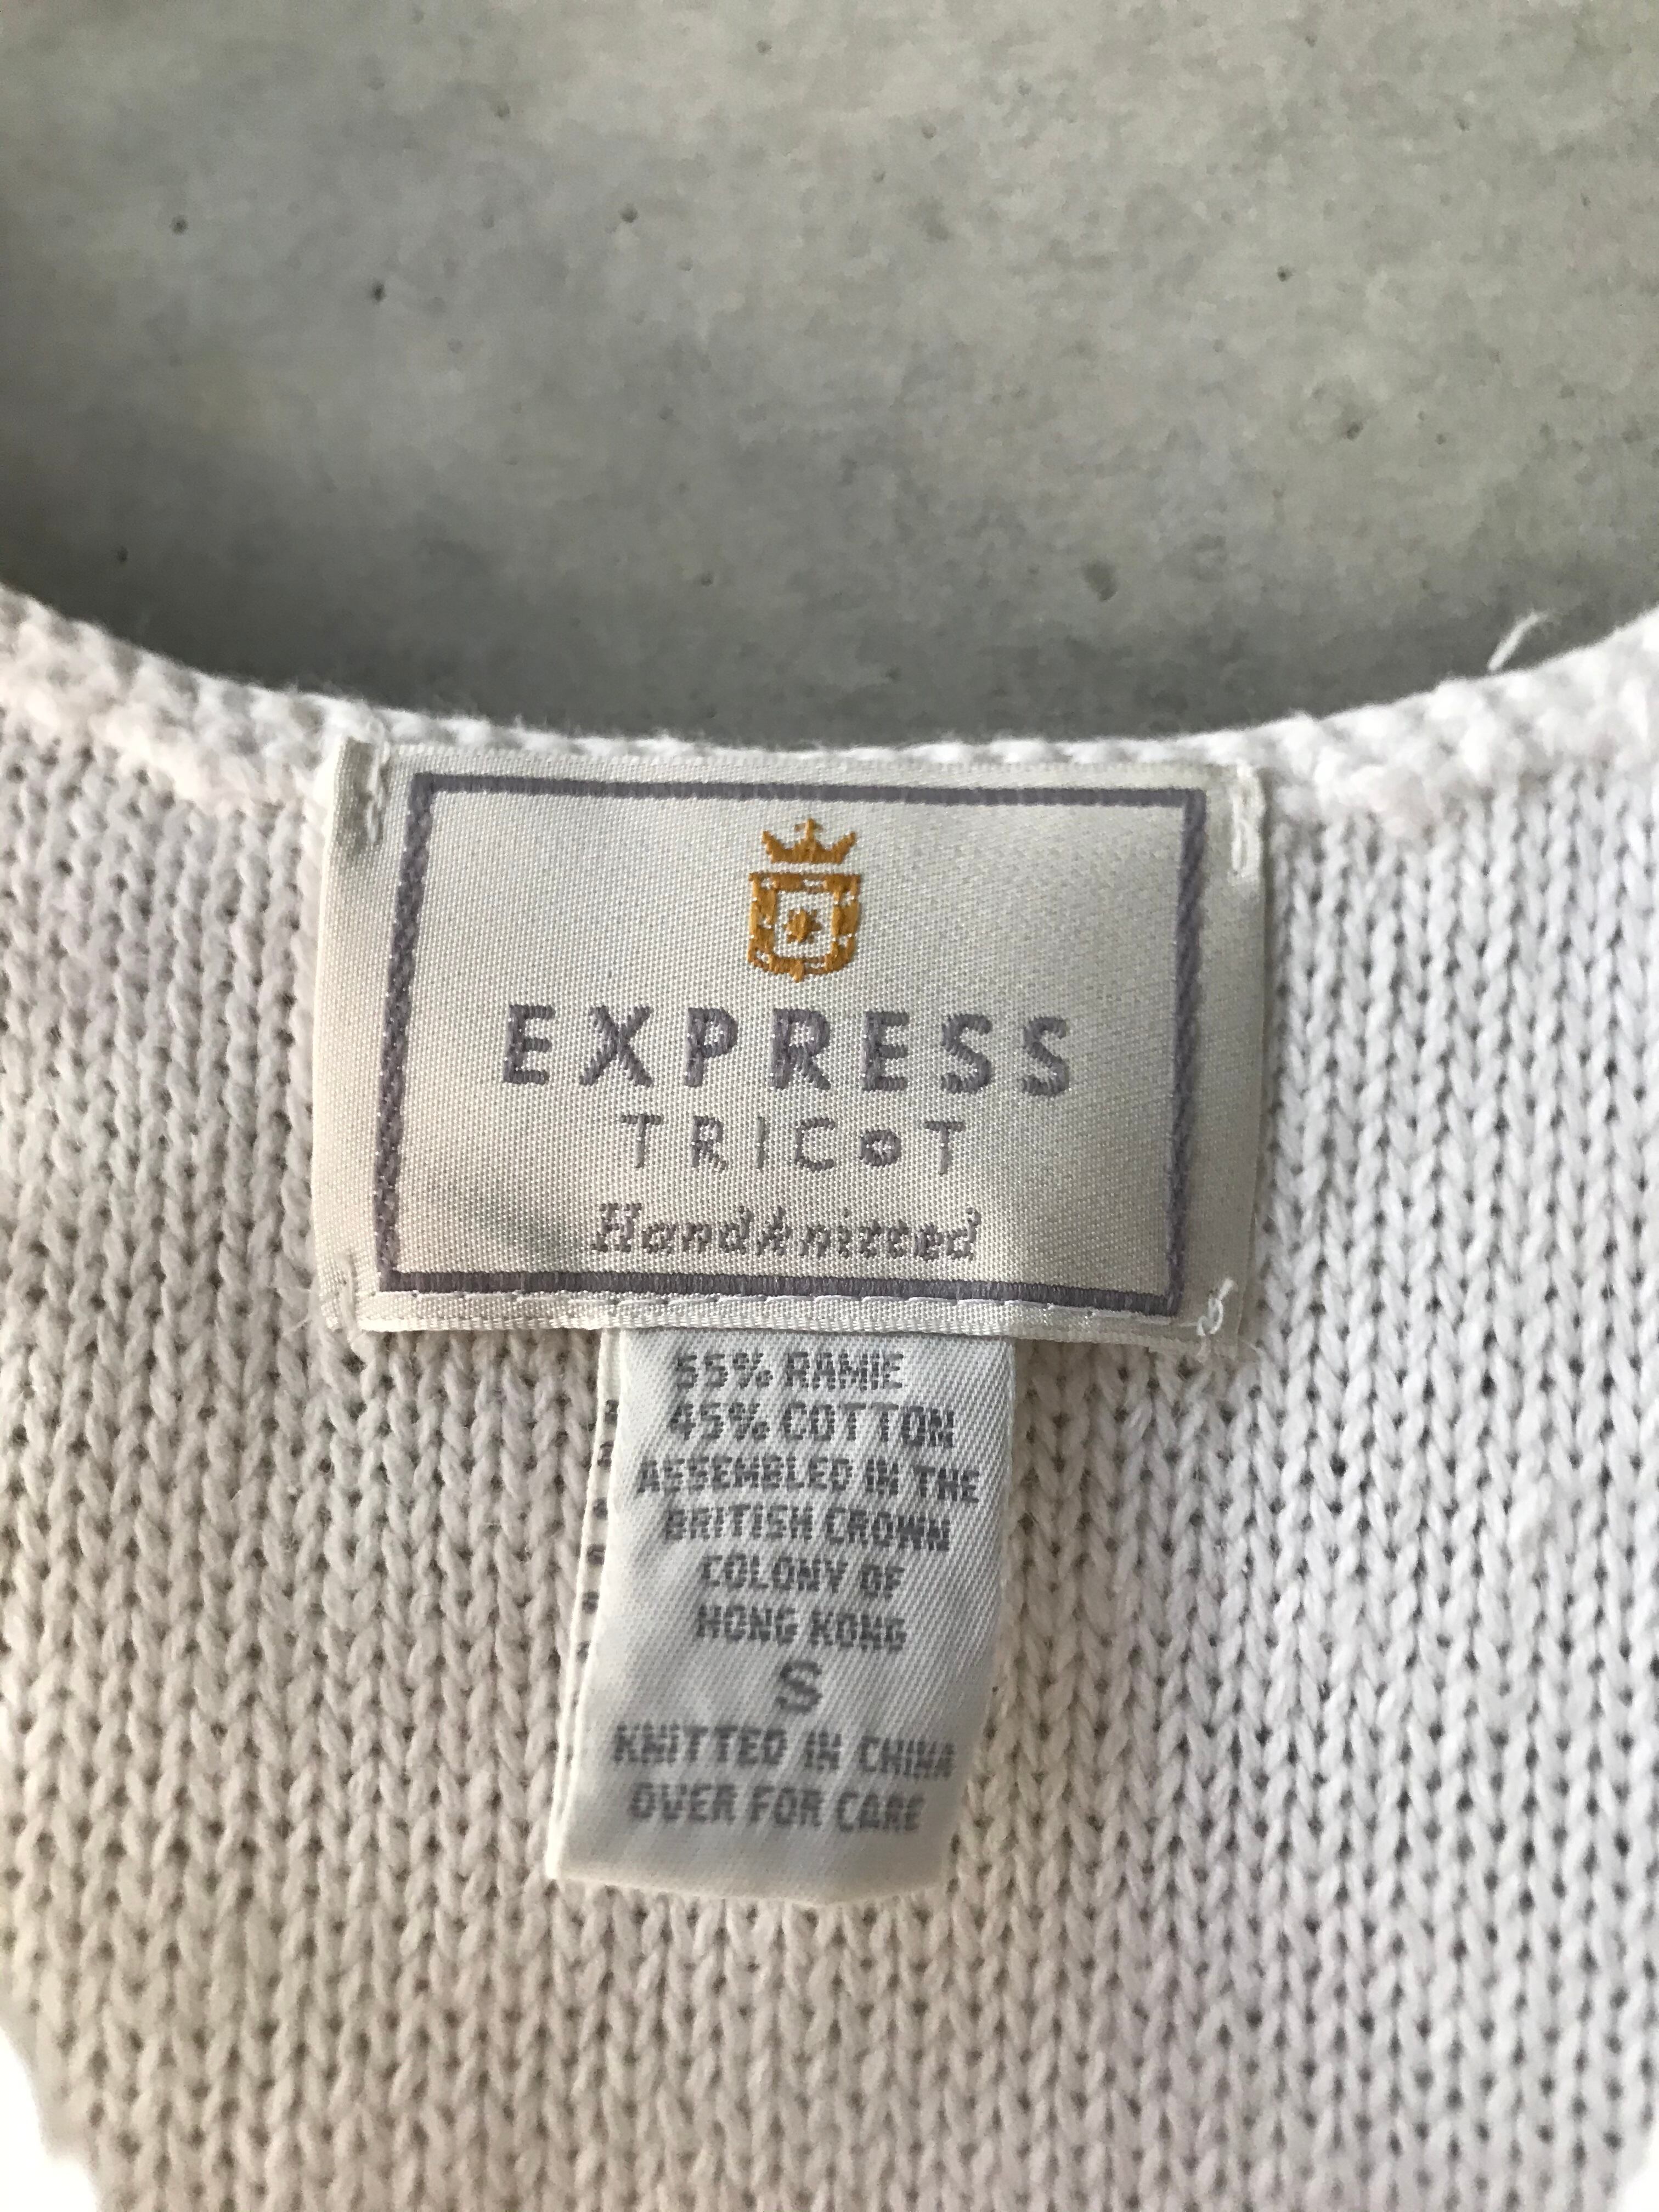 EXPRESS
TRICOT
Handknitted
55% RAMIE
45% COTTON
ASSEMBLED IN THE
BRITISH CROWN
COLONY OF
HONG KONG
S
KNITTED IN CHINA
OVER FOR CARE